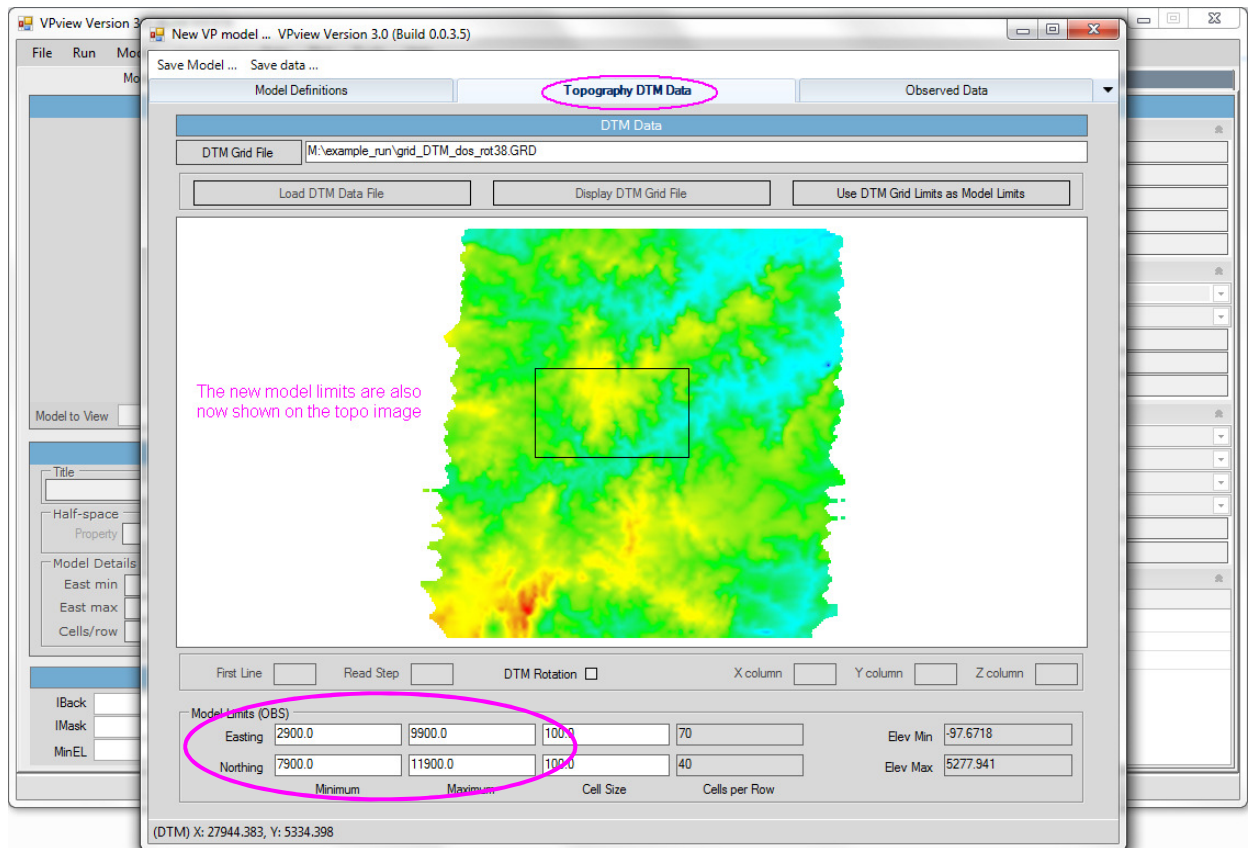 VPview Version 3
File Run Mod
Mo
Model to View
Title
Half-space
Property
Model Details
East min
East max
Cells/row
IBack
IMask
MinEL
New VP model ... VPview Version 3.0 (Build 0.0.3.5)
Save Model ... Save data ...
Model Definitions Topography DTM Data Observed Data
DTM Data
DTM Grid File M:\example_run\grid_DTM_dos_rot38.GRD
Load DTM Data File Display DTM Grid File Use DTM Grid Limits as Model Limits
The new model limits are also
now shown on the topo image
First Line Read Step DTM Rotation X column Y column Z column
Model Limits (OBS)
Easting 2900.0 9900.0 100.0 70 Elev Min -97.6718
Northing 7900.0 11900.0 100.0 40 Elev Max 5277.941
Minimum Maximum Cell Size Cells per Row
(DTM) X: 27944.383, Y: 5334.398